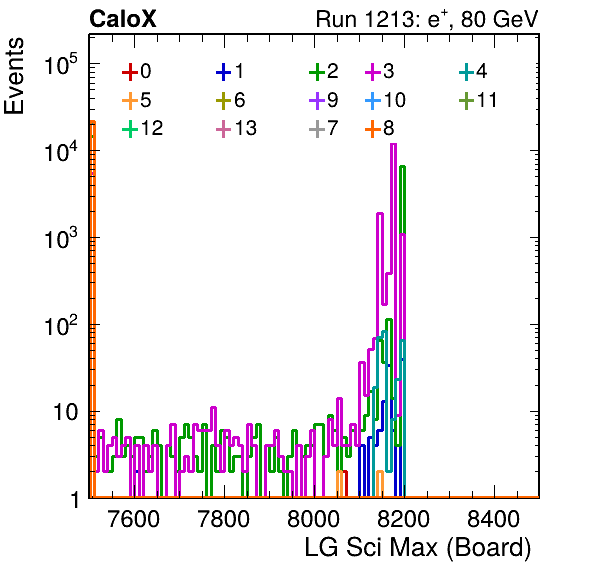 CaloX Run 1213: e⁺, 80 GeV
Events
10⁵
10⁴
10³
10²
10
1
0 1 2 3 4
5 6 9 10 11
12 13 7 8
7600 7800 8000 8200 8400
LG Sci Max (Board)